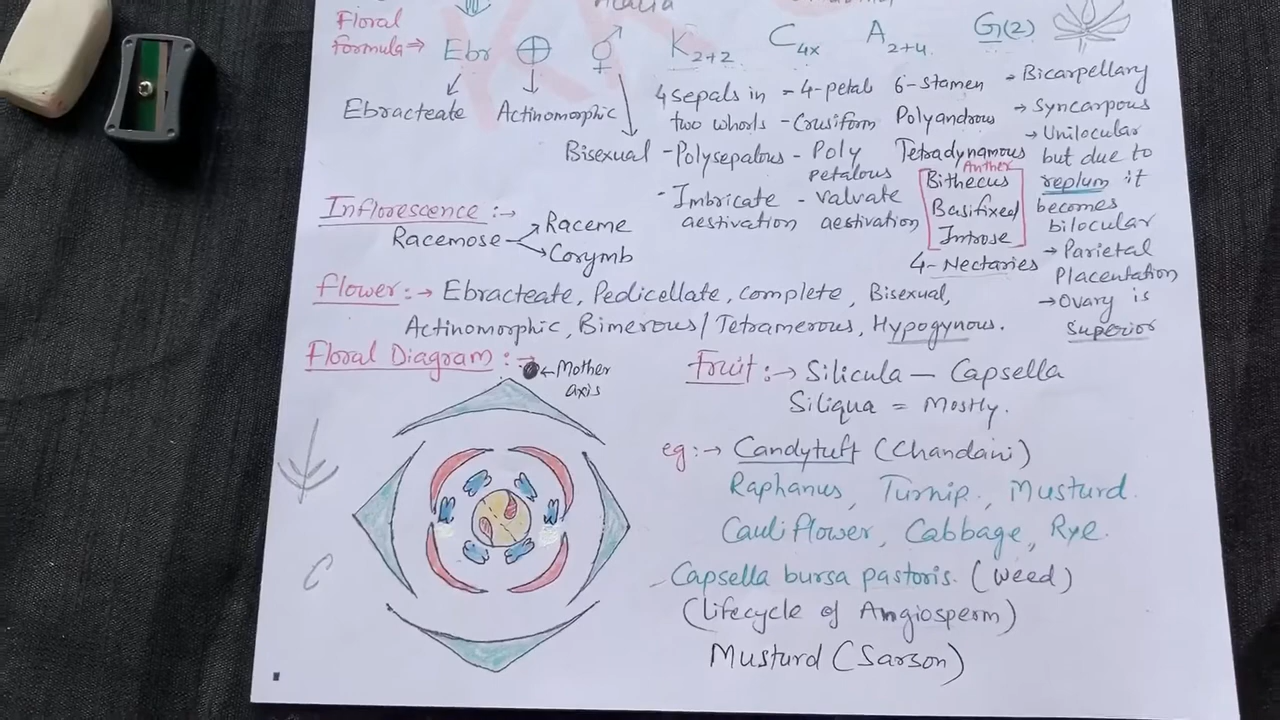 Floral
formula⇒ Ebr ⊕ ⚥ K2+2 C4x A2+4. G(2)
Ebracteate Actinomorphic Bisexual
4 sepals in
two whorls
-Polysepalous
- Imbricate
aestivation
- 4-petal
-Crusiform
- Poly
petalous
- valvate
aestivation
6-stamen
Polyandrous
Tetradynamous
Anther
Bithecus
Basifixed
Introse
4-Nectaries
→ Bicarpellary
→ Syncarpous
→ Unilocular
but due to
replum it
becomes
bilocular
→ Parietal
Placentation
→ Ovary is
superior
Inflorescence :→
Racemose Raceme
Corymb
flower:→ Ebracteate, Pedicellate, complete, Bisexual,
Actinomorphic, Bimerous/Tetramerous, Hypogynous.
Floral Diagram:→
←Mother
axis
Fruit:→ Silicula — Capsella
Siliqua = Mostly.
eg:→ Candytuft (Chandani)
Raphanus, Turnip, Musturd.
Cauliflower, Cabbage, Rye.
Capsella bursa pastoris. (weed)
(lifecycle of Angiosperm)
Musturd (Sarson)